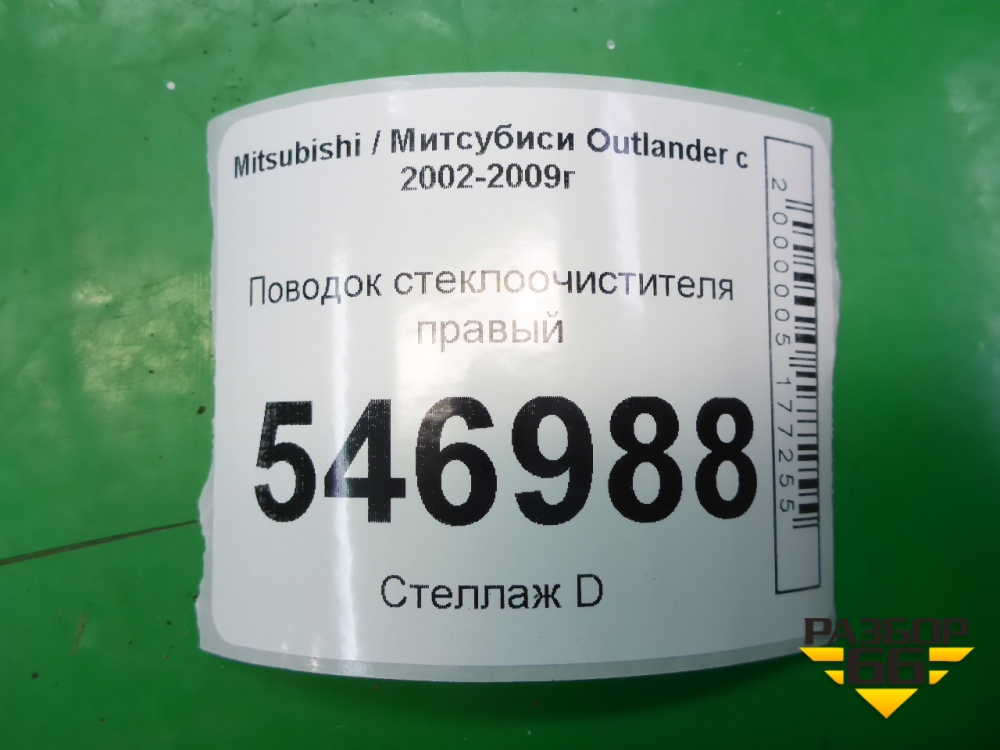 Mitsubishi / Митсубиси Outlander с
2002-2009г
Поводок стеклоочистителя
правый
546988
Стеллаж D
2000005177255
РАЗБОР
66